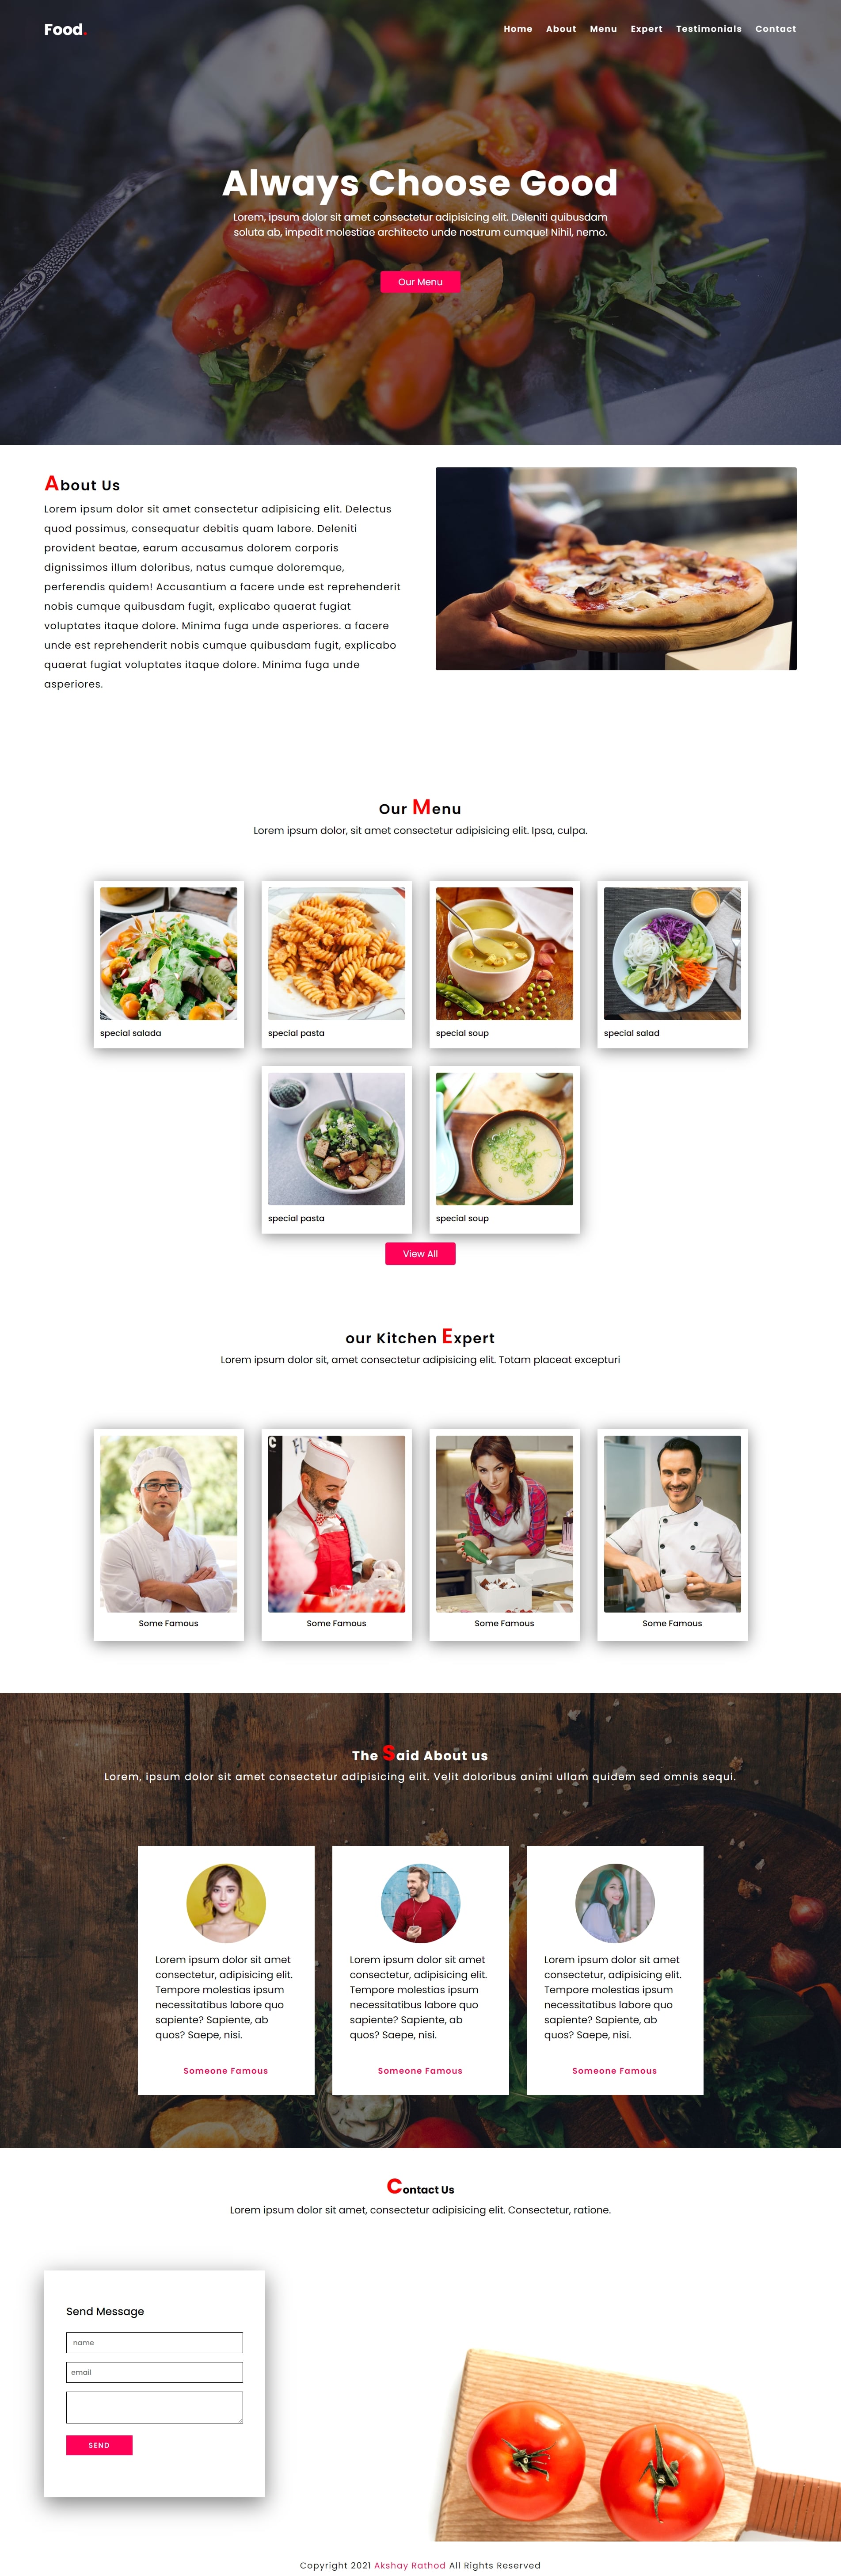 Food.
Home About Menu Expert Testimonials Contact
Always Choose Good
Lorem, ipsum dolor sit amet consectetur adipisicing elit. Deleniti quibusdam
soluta ab, impedit molestiae architecto unde nostrum cumque! Nihil, nemo.
Our Menu
About Us
Lorem ipsum dolor sit amet consectetur adipisicing elit. Delectus
quod possimus, consequatur debitis quam labore. Deleniti
provident beatae, earum accusamus dolorem corporis
dignissimos illum doloribus, natus cumque doloremque,
perferendis quidem! Accusantium a facere unde est reprehenderit
nobis cumque quibusdam fugit, explicabo quaerat fugiat
voluptates itaque dolore. Minima fuga unde asperiores. a facere
unde est reprehenderit nobis cumque quibusdam fugit, explicabo
quaerat fugiat voluptates itaque dolore. Minima fuga unde
asperiores.
Our Menu
Lorem ipsum dolor, sit amet consectetur adipisicing elit. Ipsa, culpa.
special salada
special pasta
special soup
special salad
special pasta
special soup
View All
our Kitchen Expert
Lorem ipsum dolor sit, amet consectetur adipisicing elit. Totam placeat excepturi
Some Famous
Some Famous
Some Famous
Some Famous
The Said About us
Lorem, ipsum dolor sit amet consectetur adipisicing elit. Velit doloribus animi ullam quidem sed omnis sequi.
Lorem ipsum dolor sit amet
consectetur, adipisicing elit.
Tempore molestias ipsum
necessitatibus labore quo
sapiente? Sapiente, ab
quos? Saepe, nisi.
Someone Famous
Lorem ipsum dolor sit amet
consectetur, adipisicing elit.
Tempore molestias ipsum
necessitatibus labore quo
sapiente? Sapiente, ab
quos? Saepe, nisi.
Someone Famous
Lorem ipsum dolor sit amet
consectetur, adipisicing elit.
Tempore molestias ipsum
necessitatibus labore quo
sapiente? Sapiente, ab
quos? Saepe, nisi.
Someone Famous
Contact Us
Lorem ipsum dolor sit amet, consectetur adipisicing elit. Consectetur, ratione.
Send Message
name
email
SEND
Copyright 2021 Akshay Rathod All Rights Reserved